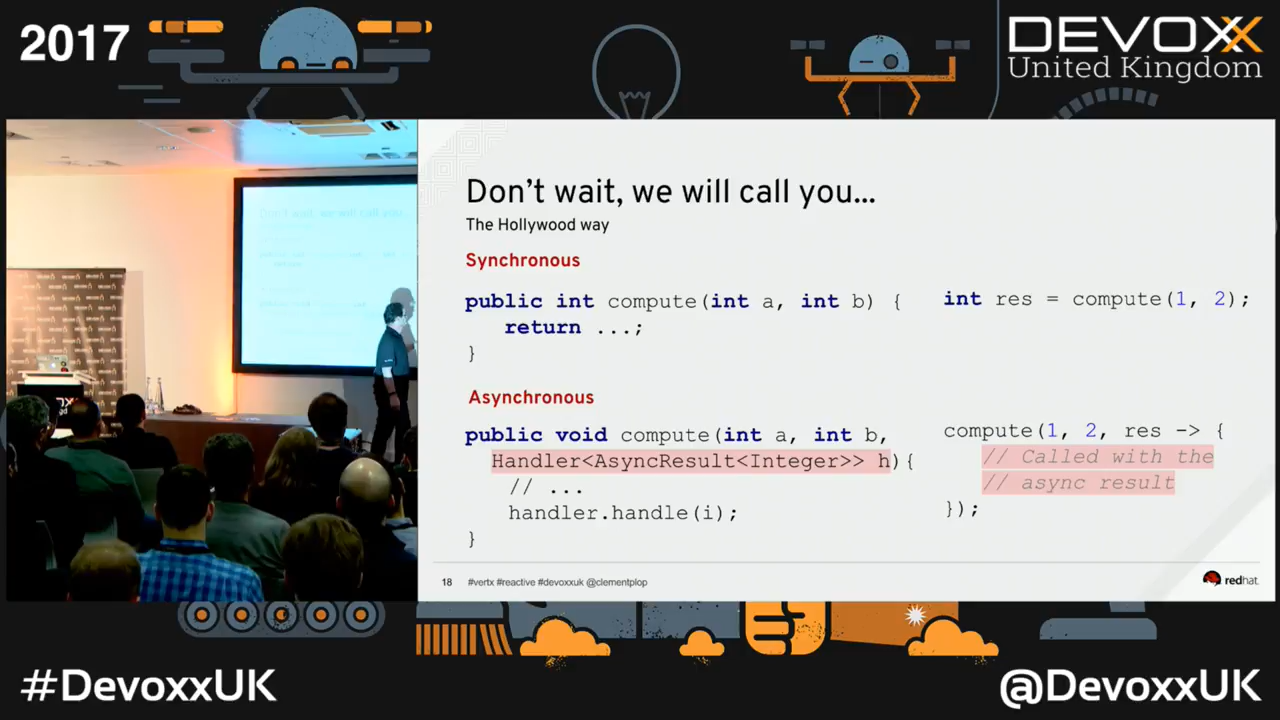 2017
DEVOXX
United Kingdom
Don't wait, we will call you...
The Hollywood way
Synchronous
public int compute(int a, int b) {
return ...;
}
int res = compute(1, 2);
Asynchronous
public void compute(int a, int b,
Handler<AsyncResult<Integer>> h){
// ...
handler.handle(i);
}
compute(1, 2, res -> {
// Called with the
// async result
});
18 #vertx #reactive #devoxxuk @clementplop
redhat.
#DevoxxUK
@DevoxxUK